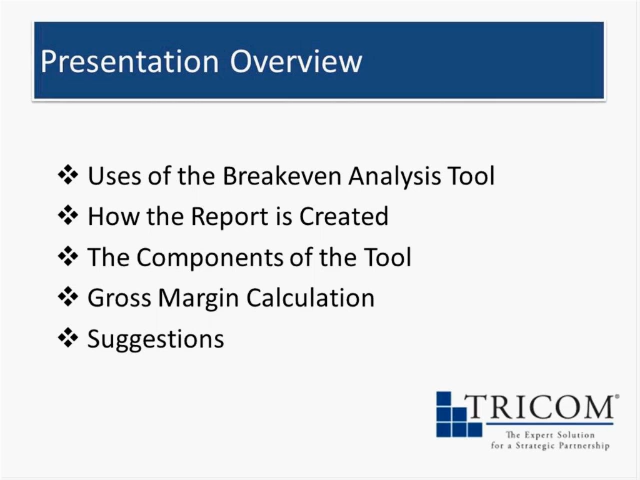 Presentation Overview
❖ Uses of the Breakeven Analysis Tool
❖ How the Report is Created
❖ The Components of the Tool
❖ Gross Margin Calculation
❖ Suggestions
TRICOM®
The Expert Solution
for a Strategic Partnership